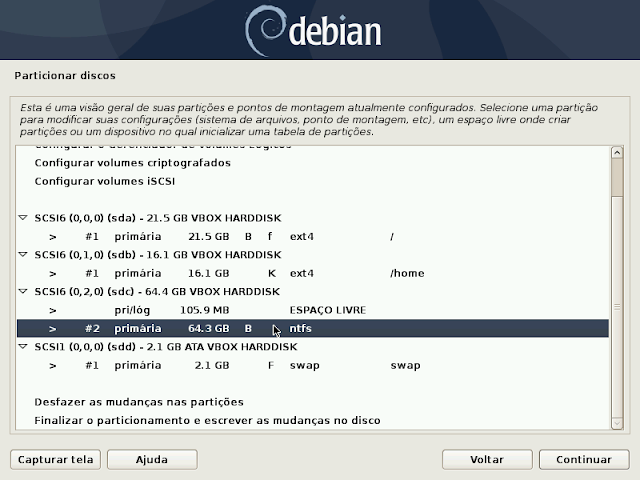 debian
Particionar discos
Esta é uma visão geral de suas partições e pontos de montagem atualmente configurados. Selecione uma partição
para modificar suas configurações (sistema de arquivos, ponto de montagem, etc), um espaço livre onde criar
partições ou um dispositivo no qual inicializar uma tabela de partições.
Configurar o Gerenciador de Volumes Lógicos
Configurar volumes criptografados
Configurar volumes iSCSI
SCSI6 (0,0,0) (sda) - 21.5 GB VBOX HARDDISK
> #1 primária 21.5 GB B f ext4 /
SCSI6 (0,1,0) (sdb) - 16.1 GB VBOX HARDDISK
> #1 primária 16.1 GB K ext4 /home
SCSI6 (0,2,0) (sdc) - 64.4 GB VBOX HARDDISK
> pri/lóg 105.9 MB ESPAÇO LIVRE
> #2 primária 64.3 GB B ntfs
SCSI1 (0,0,0) (sdd) - 2.1 GB ATA VBOX HARDDISK
> #1 primária 2.1 GB F swap swap
Desfazer as mudanças nas partições
Finalizar o particionamento e escrever as mudanças no disco
Capturar tela Ajuda Voltar Continuar